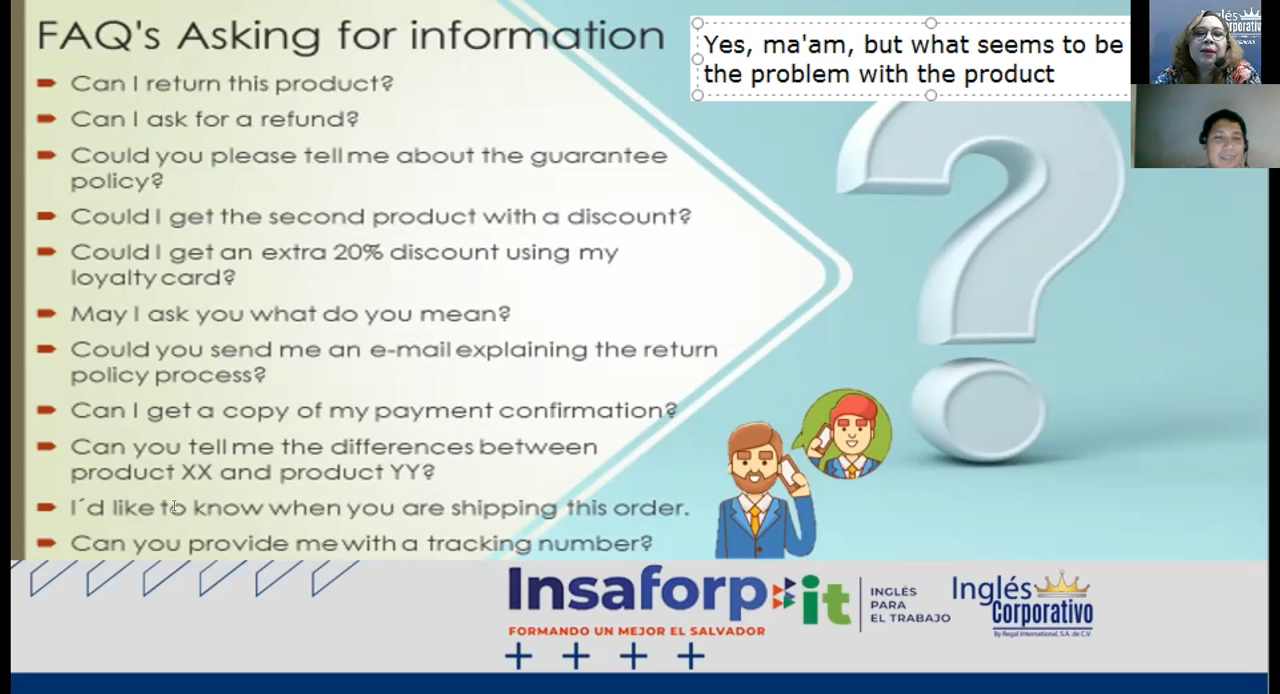 FAQ's Asking for information
Can I return this product?
Can I ask for a refund?
Could you please tell me about the guarantee
policy?
Could I get the second product with a discount?
Could I get an extra 20% discount using my
loyalty card?
May I ask you what do you mean?
Could you send me an e-mail explaining the return
policy process?
Can I get a copy of my payment confirmation?
Can you tell me the differences between
product XX and product YY?
I´d like to know when you are shipping this order.
Can you provide me with a tracking number?
Yes, ma'am, but what seems to be
the problem with the product
Inglés
Corporativo
Insaforp
FORMANDO UN MEJOR EL SALVADOR
it
INGLÉS
PARA
EL TRABAJO
Inglés
Corporativo
By Regal International, S.A. de C.V.